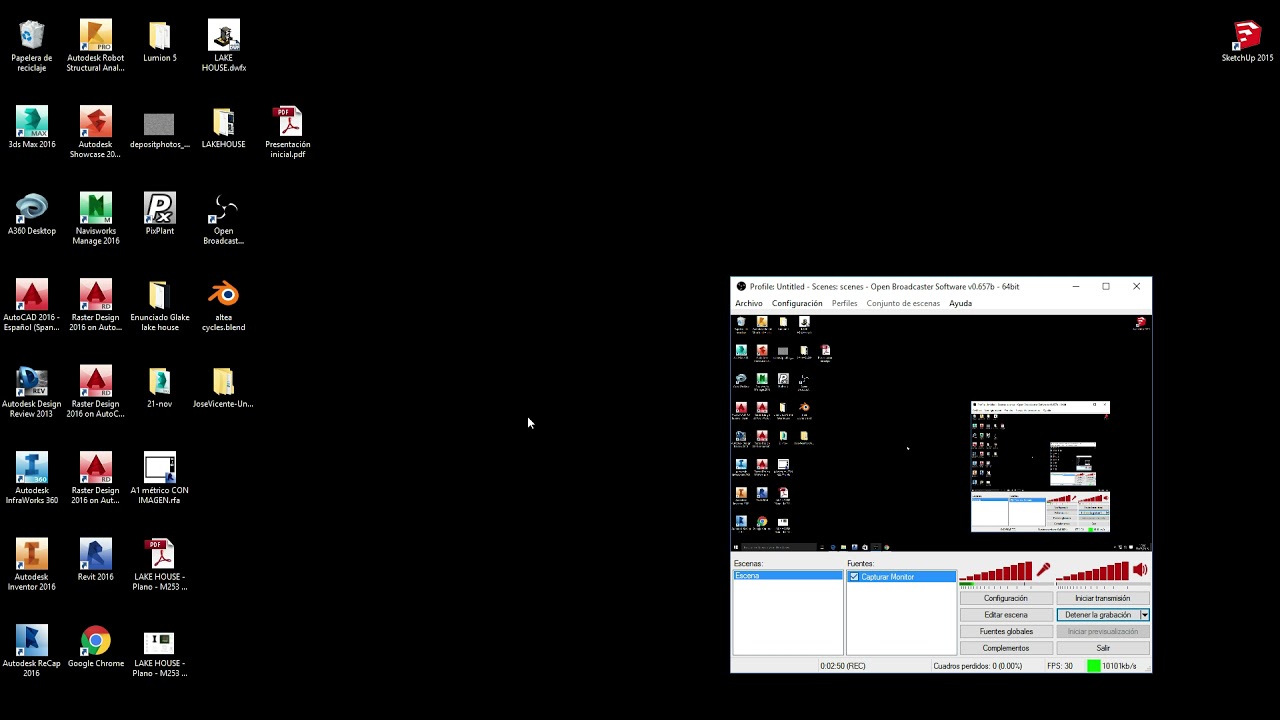 Papelera de
reciclaje
Autodesk Robot
Structural Anal...
Lumion 5
LAKE
HOUSE.dwfx
SketchUp 2015
3ds Max 2016
Autodesk
Showcase 20...
depositphotos_...
LAKEHOUSE
Presentación
inicial.pdf
A360 Desktop
Navisworks
Manage 2016
PixPlant
Open
Broadcast...
AutoCAD 2016 -
Español (Span...
Raster Design
2016 on Auto...
Enunciado Glake
lake house
altea
cycles.blend
Autodesk Design
Review 2013
Raster Design
2016 on AutoC...
21-nov
JoseVicente-Un...
Autodesk
InfraWorks 360
Raster Design
2016 on Aut...
A1 métrico CON
IMAGEN.rfa
Autodesk
Inventor 2016
Revit 2016
LAKE HOUSE -
Plano - M253 ...
Autodesk ReCap
2016
Google Chrome
LAKE HOUSE -
Plano - M253 ...
Profile: Untitled - Scenes: scenes - Open Broadcaster Software v0.657b - 64bit
Archivo Configuración Perfiles Conjunto de escenas Ayuda
Escenas:
Escena
Fuentes:
Capturar Monitor
Configuración
Iniciar transmisión
Editar escena
Detener la grabación
Fuentes globales
Iniciar previsualización
Complementos
Salir
0:02:50 (REC) Cuadros perdidos: 0 (0.00%) FPS: 30 10101kb/s